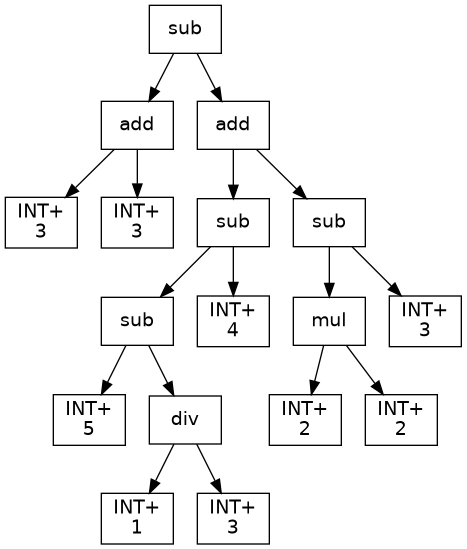 sub
add
add
INT+
3
INT+
3
sub
sub
sub
INT+
4
mul
INT+
3
INT+
5
div
INT+
2
INT+
2
INT+
1
INT+
3